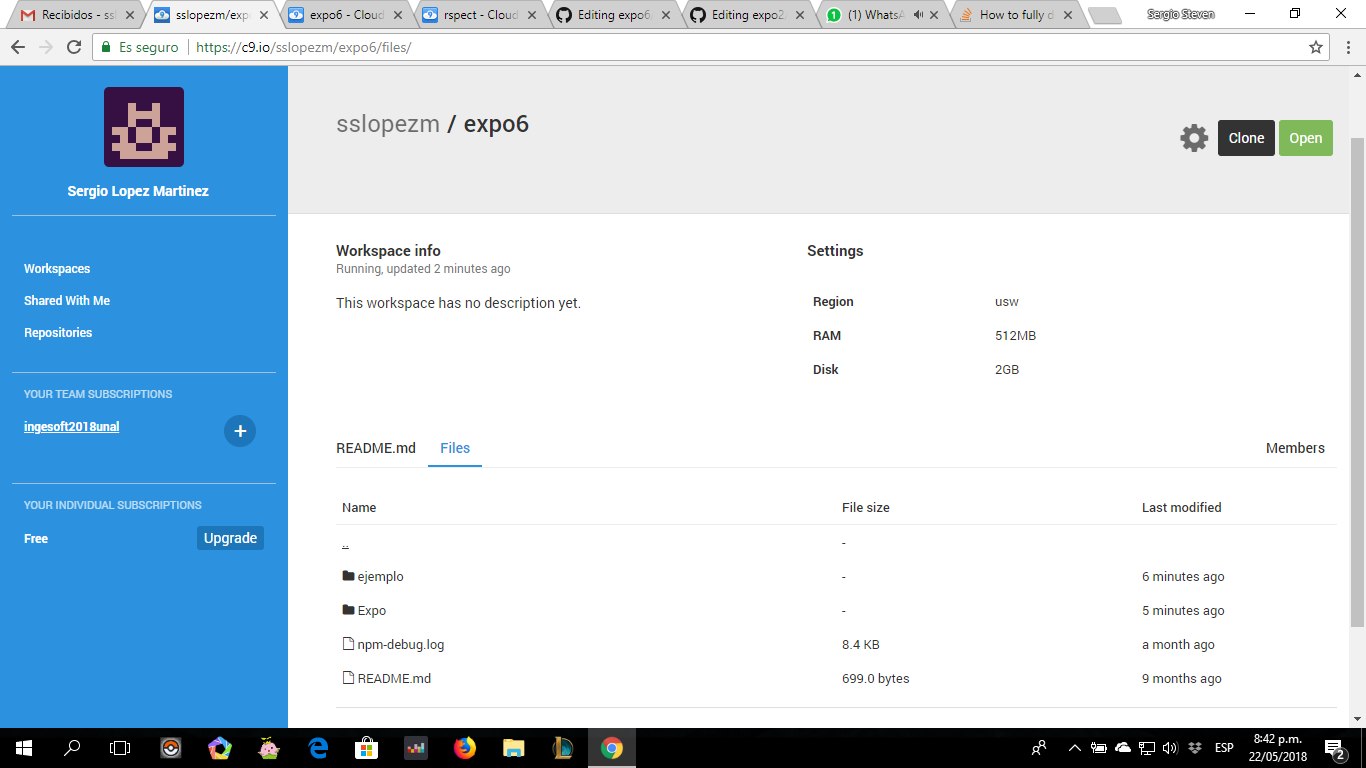 Recibidos - ssl
sslopezm/exp
expo6 - Cloud
rspect - Cloud
Editing expo6
Editing expo2
(1) WhatsA
How to fully d
Sergio Steven
Es seguro
https://c9.io/sslopezm/expo6/files/
Sergio Lopez Martinez
Workspaces
Shared With Me
Repositories
YOUR TEAM SUBSCRIPTIONS
ingesoft2018unal
+
YOUR INDIVIDUAL SUBSCRIPTIONS
Free
Upgrade
sslopezm / expo6
Clone
Open
Workspace info
Running, updated 2 minutes ago
This workspace has no description yet.
Settings
Region usw
RAM 512MB
Disk 2GB
README.md Files Members
Name File size Last modified
.. -
ejemplo - 6 minutes ago
Expo - 5 minutes ago
npm-debug.log 8.4 KB a month ago
README.md 699.0 bytes 9 months ago
ESP
8:42 p.m.
22/05/2018
2